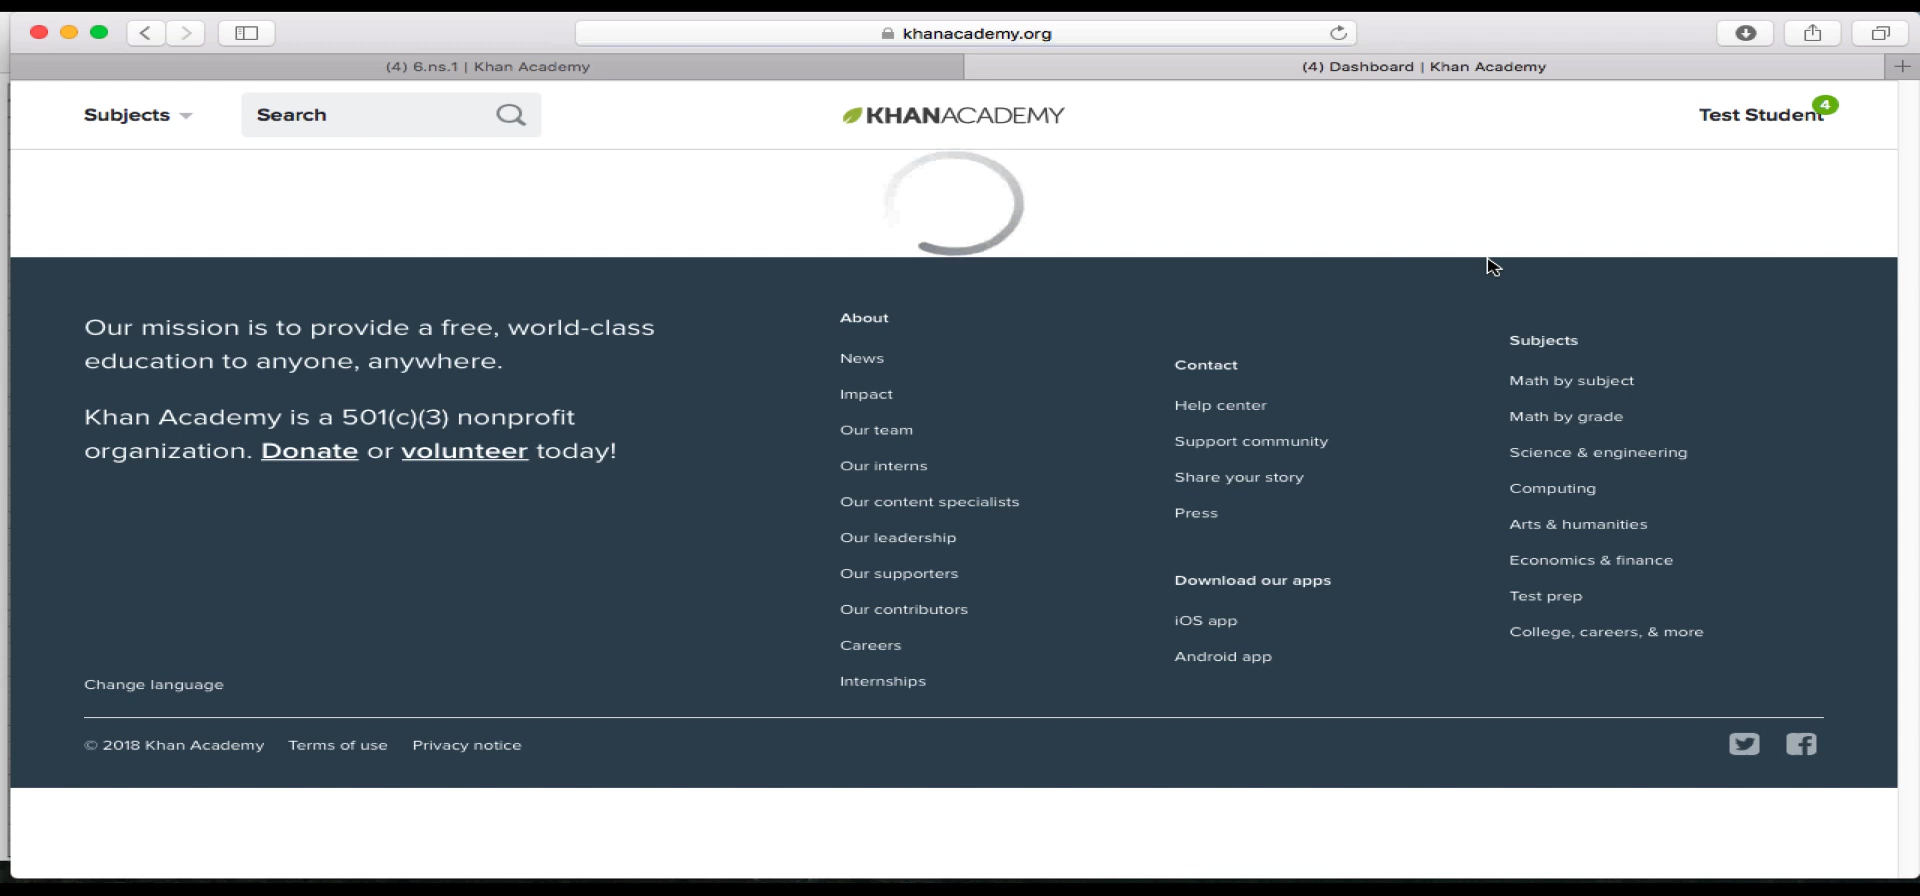 khanacademy.org
(4) 6.ns.1 | Khan Academy
(4) Dashboard | Khan Academy
Subjects
Search
KHANACADEMY
Test Student
4
Our mission is to provide a free, world-class
education to anyone, anywhere.
Khan Academy is a 501(c)(3) nonprofit
organization. Donate or volunteer today!
Change language
About
News
Impact
Our team
Our interns
Our content specialists
Our leadership
Our supporters
Our contributors
Careers
Internships
Contact
Help center
Support community
Share your story
Press
Download our apps
iOS app
Android app
Subjects
Math by subject
Math by grade
Science & engineering
Computing
Arts & humanities
Economics & finance
Test prep
College, careers, & more
© 2018 Khan Academy Terms of use Privacy notice